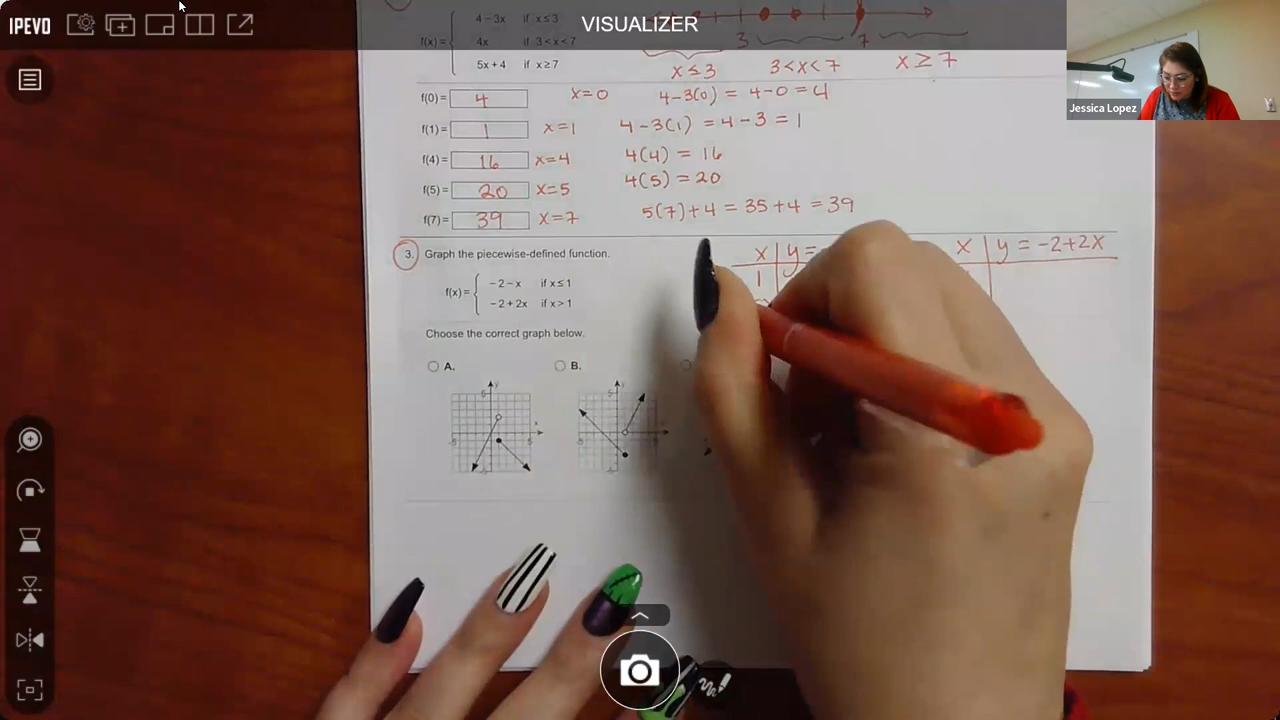 IPEVO
VISUALIZER
Jessica Lopez
f(x) =
4 − 3x if x ≤ 3
4x if 3 < x < 7
5x + 4 if x ≥ 7
3 7
x ≤ 3 3 < x < 7 x ≥ 7
f(0) = 4 x = 0 4 − 3(0) = 4 − 0 = 4
f(1) = 1 x = 1 4 − 3(1) = 4 − 3 = 1
f(4) = 16 x = 4 4(4) = 16
f(5) = 20 x = 5 4(5) = 20
f(7) = 39 x = 7 5(7) + 4 = 35 + 4 = 39
3. Graph the piecewise-defined function.
x y = x y = −2 + 2x
1
f(x) =
−2 − x if x ≤ 1
−2 + 2x if x > 1
Choose the correct graph below.
A. B.
y y
x x